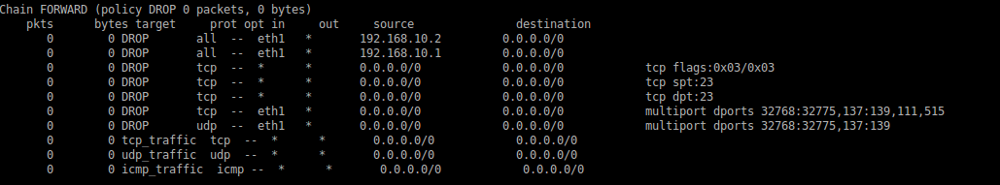 Chain FORWARD (policy DROP 0 packets, 0 bytes)
pkts bytes target prot opt in out source destination
0 0 DROP all -- eth1 * 192.168.10.2 0.0.0.0/0
0 0 DROP all -- eth1 * 192.168.10.1 0.0.0.0/0
0 0 DROP tcp -- * * 0.0.0.0/0 0.0.0.0/0 tcp flags:0x03/0x03
0 0 DROP tcp -- * * 0.0.0.0/0 0.0.0.0/0 tcp spt:23
0 0 DROP tcp -- * * 0.0.0.0/0 0.0.0.0/0 tcp dpt:23
0 0 DROP tcp -- eth1 * 0.0.0.0/0 0.0.0.0/0 multiport dports 32768:32775,137:139,111,515
0 0 DROP udp -- eth1 * 0.0.0.0/0 0.0.0.0/0 multiport dports 32768:32775,137:139
0 0 tcp_traffic tcp -- * * 0.0.0.0/0 0.0.0.0/0
0 0 udp_traffic udp -- * * 0.0.0.0/0 0.0.0.0/0
0 0 icmp_traffic icmp -- * * 0.0.0.0/0 0.0.0.0/0